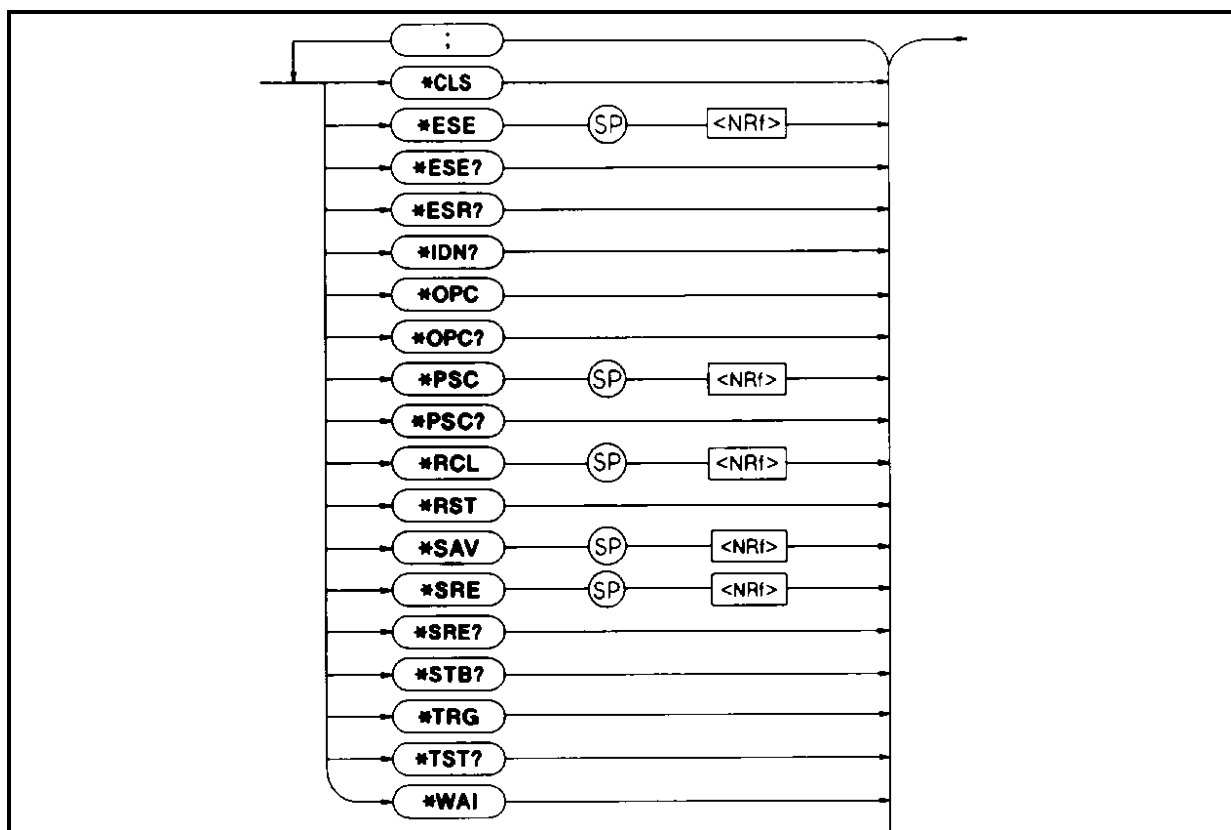 ;
*CLS
*ESE SP <NRf>
*ESE?
*ESR?
*IDN?
*OPC
*OPC?
*PSC SP <NRf>
*PSC?
*RCL SP <NRf>
*RST
*SAV SP <NRf>
*SRE SP <NRf>
*SRE?
*STB?
*TRG
*TST?
*WAI